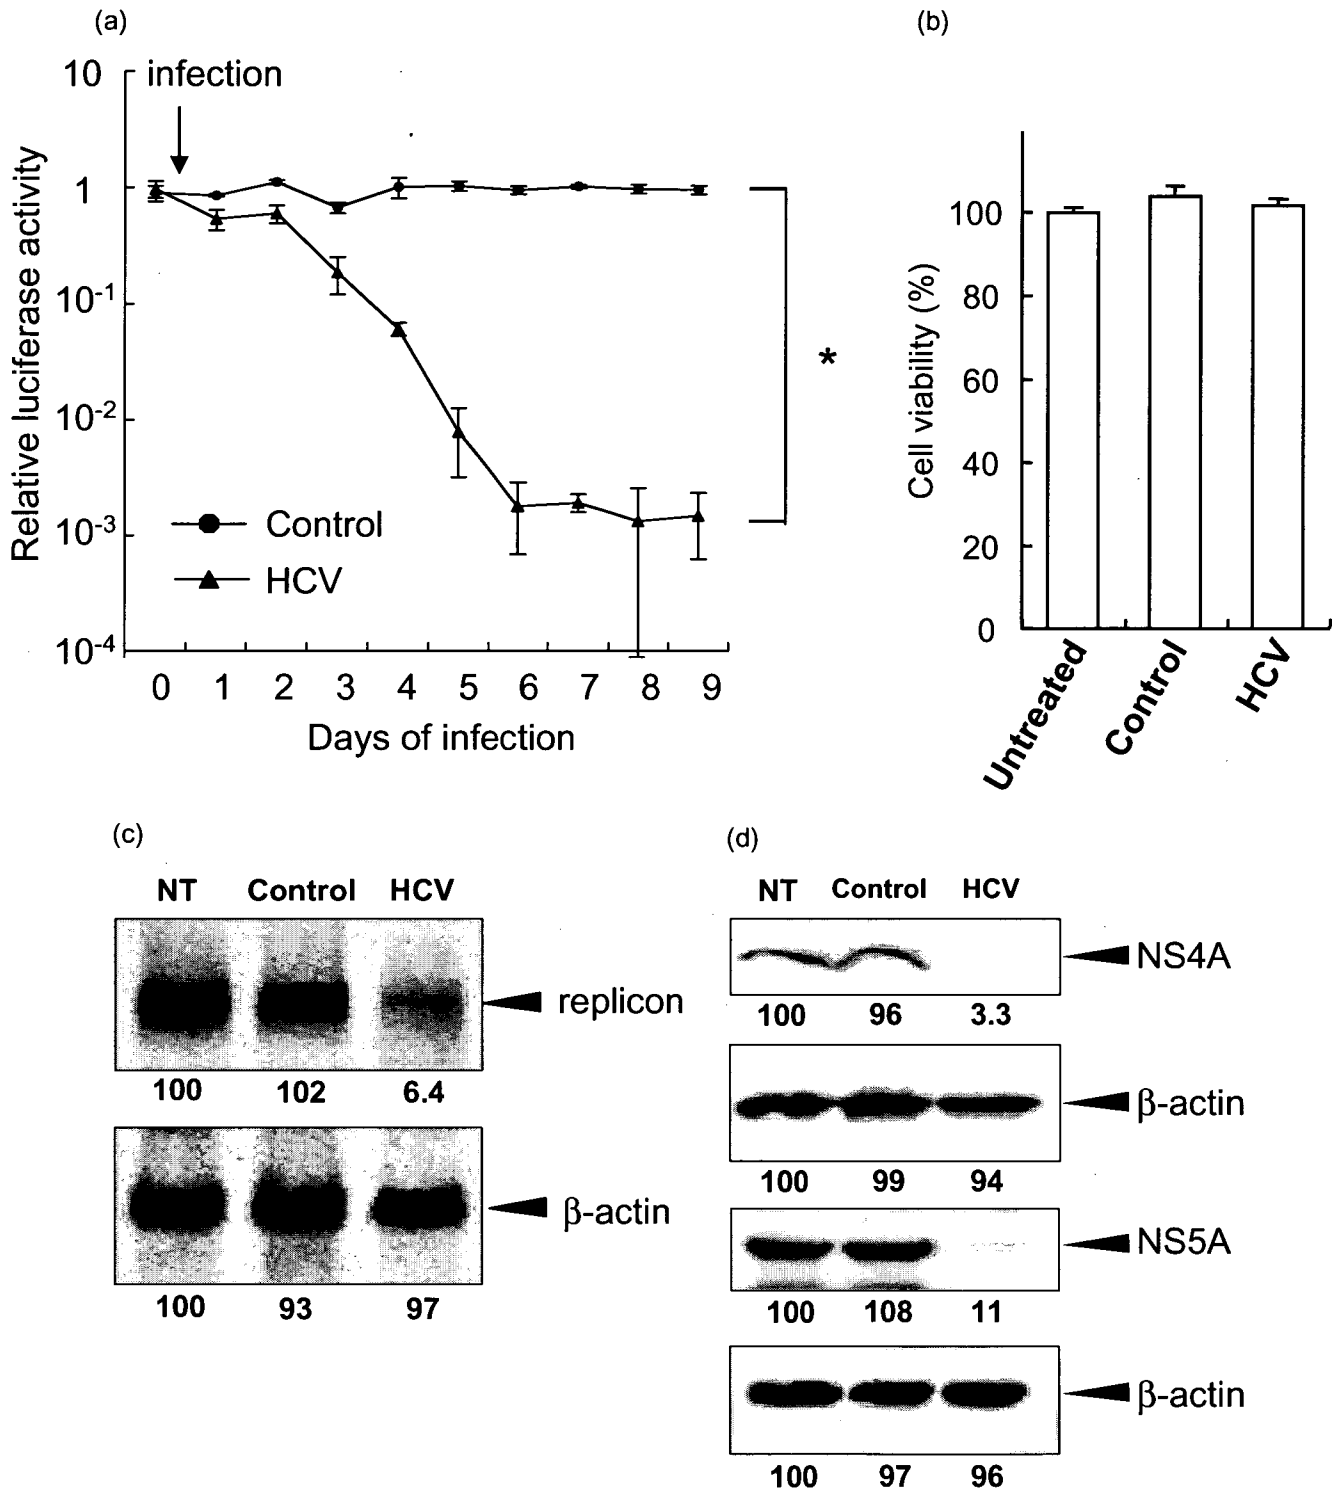 (a)
10
infection
1
10-1
10-2
10-3
10-4
Relative luciferase activity
Control
HCV
*
0 1 2 3 4 5 6 7 8 9
Days of infection
(b)
Cell viability (%)
100
80
60
40
20
0
Untreated
Control
HCV
(c)
NT Control HCV
replicon
100 102 6.4
β-actin
100 93 97
(d)
NT Control HCV
NS4A
100 96 3.3
β-actin
100 99 94
NS5A
100 108 11
β-actin
100 97 96